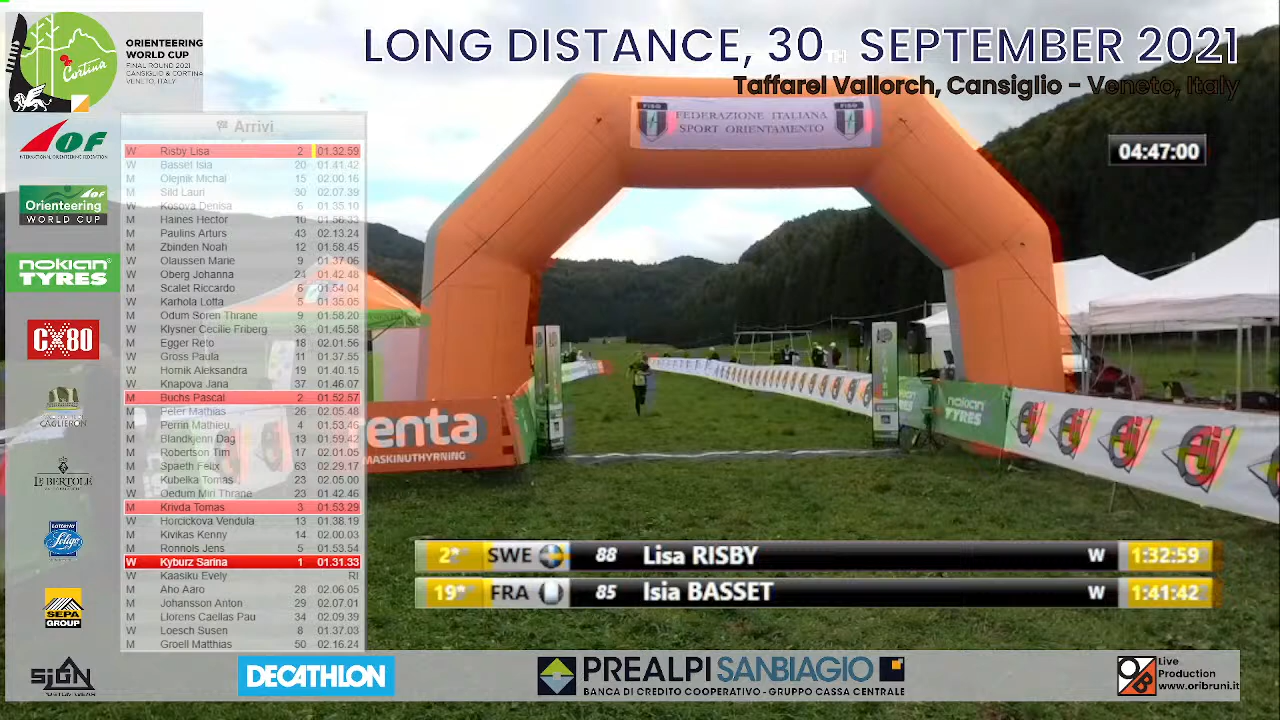 LONG DISTANCE, 30TH SEPTEMBER 2021
Taffarel Vallorch, Cansiglio - Veneto, Italy
ORIENTEERING
WORLD CUP
FINAL ROUND 2021
CANSIGLIO & CORTINA
VENETO, ITALY
Cortina
IOF
INTERNATIONAL ORIENTEERING FEDERATION
IOF
Orienteering
WORLD CUP
NOKIAN
TYRES
CX80
CAGLIERON
LE BERTOLE
Soligo
SEPA
GROUP
SIGN
Arrivi
W Risby Lisa 2 01.32.59
W Basset Isia 20 01.41.42
M Olejnik Michal 15 02.00.16
M Sild Lauri 30 02.07.39
W Kosova Denisa 6 01.35.10
M Haines Hector 10 01.56.33
M Paulins Arturs 43 02.13.24
M Zbinden Noah 12 01.58.45
W Olaussen Marie 9 01.37.06
W Oberg Johanna 24 01.42.48
M Scalet Riccardo 6 01.54.04
W Karhola Lotta 5 01.35.05
M Odum Soren Thrane 9 01.58.20
W Klysner Cecilie Friberg 36 01.45.58
M Egger Reto 18 02.01.56
W Gross Paula 11 01.37.55
W Hornik Aleksandra 19 01.40.15
W Knapova Jana 37 01.46.07
M Buchs Pascal 2 01.52.57
M Peter Mathias 26 02.05.48
M Perrin Mathieu 4 01.53.46
M Blandkjenn Dag 13 01.59.42
M Robertson Tim 17 02.01.05
M Spaeth Felix 63 02.29.17
M Kubelka Tomas 23 02.05.00
W Oedum Miri Thrane 23 01.42.46
M Krivda Tomas 3 01.53.29
W Horcickova Vendula 13 01.38.19
M Kivikas Kenny 14 02.00.03
M Ronnols Jens 5 01.53.54
W Kyburz Sarina 1 01.31.33
W Kaasiku Evely RI
M Aho Aaro 28 02.06.05
M Johansson Anton 29 02.07.01
M Llorens Caellas Pau 34 02.09.39
W Loesch Susen 8 01.37.03
M Groell Matthias 50 02.16.24
FISO FEDERAZIONE ITALIANA FISO
SPORT ORIENTAMENTO
04:47:00
enta
MASKINUTHYRNING
FINISH
NOKIAN
TYRES
2° SWE 88 Lisa RISBY W 1:32:59
19° FRA 85 Isia BASSET W 1:41:42
DECATHLON
PREALPI SANBIAGIO
BANCA DI CREDITO COOPERATIVO - GRUPPO CASSA CENTRALE
Live
Production
www.oribruni.it